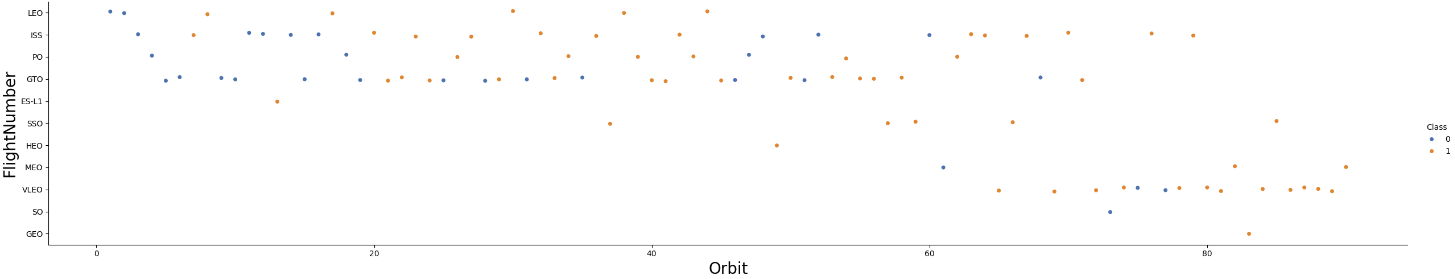 LEO
ISS
PO
GTO
ES-L1
SSO
HEO
MEO
VLEO
SO
GEO
FlightNumber
0 20 40 60 80
Orbit
Class
0
1